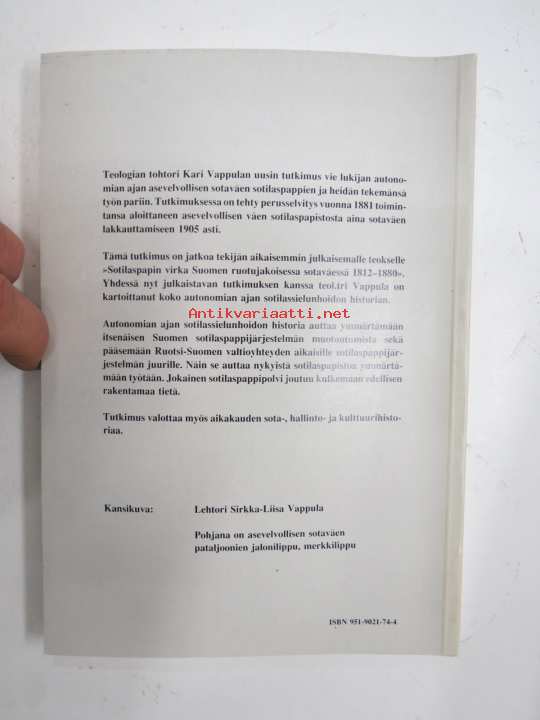 Teologian tohtori Kari Vappulan uusin tutkimus vie lukijan autono-
mian ajan asevelvollisen sotaväen sotilaspappien ja heidän tekemänsä
työn pariin. Tutkimuksessa on tehty perusselvitys vuonna 1881 toimin-
tansa aloittaneen asevelvollisen väen sotilaspapistosta aina sotaväen
lakkauttamiseen 1905 asti.
Tämä tutkimus on jatkoa tekijän aikaisemmin julkaisemalle teokselle
»Sotilaspapin virka Suomen ruotujakoisessa sotaväessä 1812–1880».
Yhdessä nyt julkaistavan tutkimuksen kanssa teol.tri Vappula on
kartoittanut koko autonomian ajan sotilassielunhoidon historian.
Antikvariaatti.net
Autonomian ajan sotilassielunhoidon historia auttaa ymmärtämään
itsenäisen Suomen sotilaspappijärjestelmän muotoutumista sekä
pääsemään Ruotsi-Suomen valtioyhteyden aikaisille sotilaspappijär-
jestelmän juurille. Näin se auttaa nykyistä sotilaspapistoa ymmärtä-
mään työtään. Jokainen sotilaspappipolvi joutuu kulkemaan edellisen
rakentamaa tietä.
Tutkimus valottaa myös aikakauden sota-, hallinto- ja kulttuurihisto-
riaa.
Kansikuva: Lehtori Sirkka-Liisa Vappula
Pohjana on asevelvollisen sotaväen
pataljoonien jalonilippu, merkkilippu
ISBN 951-9021-74-4